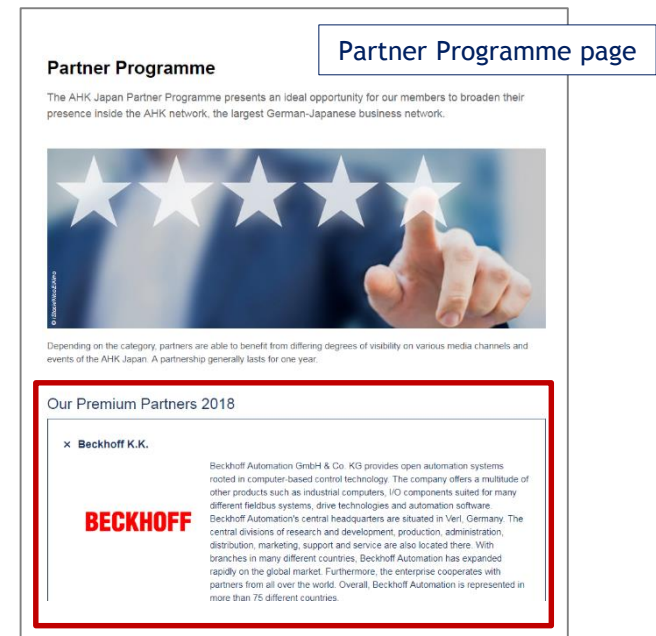 Partner Programme page
Partner Programme
The AHK Japan Partner Programme presents an ideal opportunity for our members to broaden their
presence inside the AHK network, the largest German-Japanese business network.
Depending on the category, partners are able to benefit from differing degrees of visibility on various media channels and
events of the AHK Japan. A partnership generally lasts for one year.
Our Premium Partners 2018
× Beckhoff K.K.
Beckhoff Automation GmbH & Co. KG provides open automation systems
rooted in computer-based control technology. The company offers a multitude of
other products such as industrial computers, I/O components suited for many
different fieldbus systems, drive technologies and automation software.
Beckhoff Automation's central headquarters are situated in Verl, Germany. The
central divisions of research and development, production, administration,
distribution, marketing, support and service are also located there. With
branches in many different countries, Beckhoff Automation has expanded
rapidly on the global market. Furthermore, the enterprise cooperates with
partners from all over the world. Overall, Beckhoff Automation is represented in
more than 75 different countries.
BECKHOFF